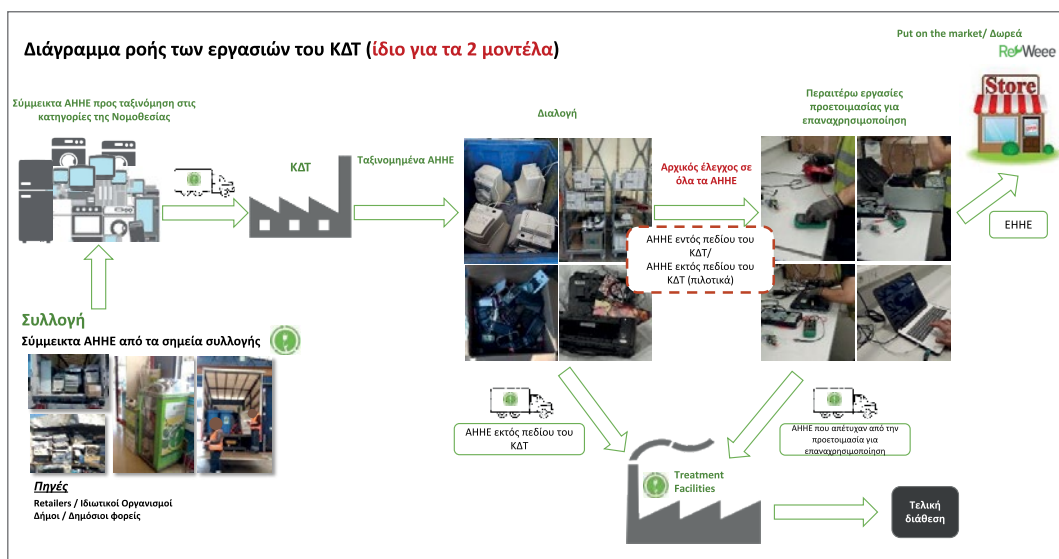 Διάγραμμα ροής των εργασιών του ΚΔΤ (ίδιο για τα 2 μοντέλα)
Put on the market/ Δωρεά
ReWeee
Store
Σύμμεικτα ΑΗΗΕ προς ταξινόμηση στις
κατηγορίες της Νομοθεσίας
ΚΔΤ
Ταξινομημένα ΑΗΗΕ
Διαλογή
Αρχικός έλεγχος σε
όλα τα ΑΗΗΕ
ΑΗΗΕ εντός πεδίου του
ΚΔΤ/
ΑΗΗΕ εκτός πεδίου του
ΚΔΤ (πιλοτικά)
Περαιτέρω εργασίες
προετοιμασίας για
επαναχρησιμοποίηση
ΕΗΗΕ
Συλλογή
Σύμμεικτα ΑΗΗΕ από τα σημεία συλλογής
Πηγές
Retailers / Ιδιωτικοί Οργανισμοί
Δήμοι / Δημόσιοι φορείς
ΑΗΗΕ εκτός πεδίου του
ΚΔΤ
ΑΗΗΕ που απέτυχαν από την
προετοιμασία για
επαναχρησιμοποίηση
Treatment
Facilities
Τελική
διάθεση